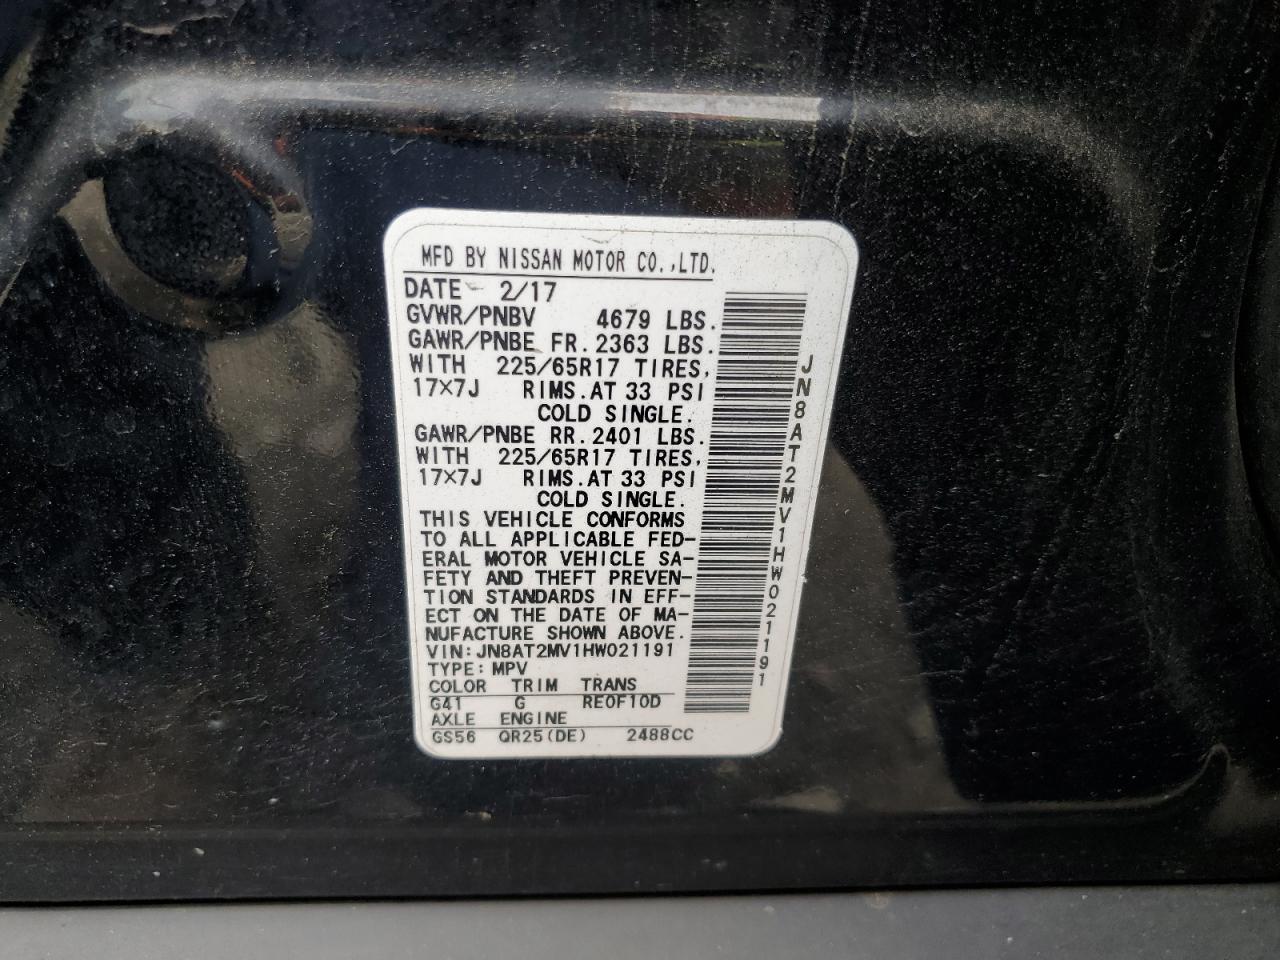 MFD BY NISSAN MOTOR CO.,LTD.
DATE 2/17
GVWR/PNBV 4679 LBS.
GAWR/PNBE FR. 2363 LBS.
WITH 225/65R17 TIRES,
17×7J RIMS. AT 33 PSI
COLD SINGLE.
GAWR/PNBE RR. 2401 LBS.
WITH 225/65R17 TIRES,
17×7J RIMS. AT 33 PSI
COLD SINGLE.
THIS VEHICLE CONFORMS
TO ALL APPLICABLE FED-
ERAL MOTOR VEHICLE SA-
FETY AND THEFT PREVEN-
TION STANDARDS IN EFF-
ECT ON THE DATE OF MA-
NUFACTURE SHOWN ABOVE.
VIN: JN8AT2MV1HW021191
TYPE: MPV
COLOR TRIM TRANS
G41 G RE0F10D
AXLE ENGINE
GS56 QR25(DE) 2488CC
JN8AT2MV1HW021191